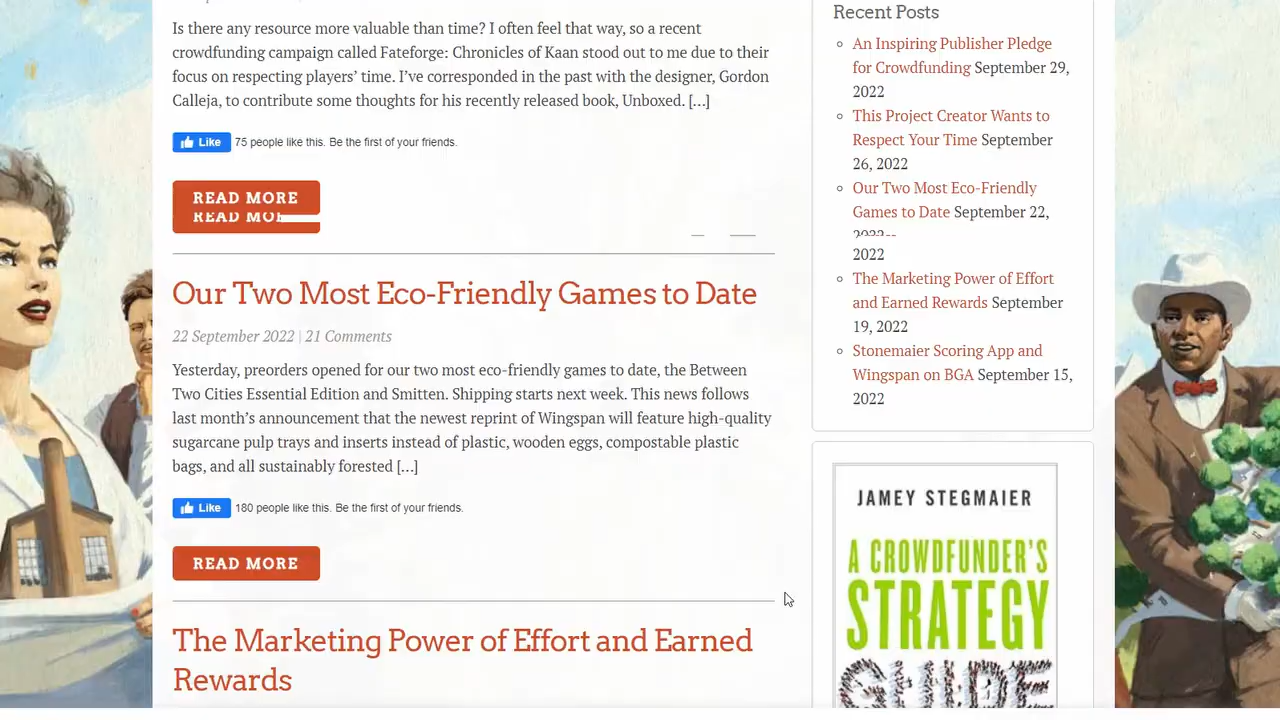 Is there any resource more valuable than time? I often feel that way, so a recent
crowdfunding campaign called Fateforge: Chronicles of Kaan stood out to me due to their
focus on respecting players’ time. I’ve corresponded in the past with the designer, Gordon
Calleja, to contribute some thoughts for his recently released book, Unboxed. […]
Like 75 people like this. Be the first of your friends.
READ MORE
Our Two Most Eco-Friendly Games to Date
22 September 2022 | 21 Comments
Yesterday, preorders opened for our two most eco-friendly games to date, the Between
Two Cities Essential Edition and Smitten. Shipping starts next week. This news follows
last month’s announcement that the newest reprint of Wingspan will feature high-quality
sugarcane pulp trays and inserts instead of plastic, wooden eggs, compostable plastic
bags, and all sustainably forested […]
Like 180 people like this. Be the first of your friends.
READ MORE
The Marketing Power of Effort and Earned
Rewards
Recent Posts
An Inspiring Publisher Pledge
for Crowdfunding September 29,
2022
This Project Creator Wants to
Respect Your Time September
26, 2022
Our Two Most Eco-Friendly
Games to Date September 22,
2022
The Marketing Power of Effort
and Earned Rewards September
19, 2022
Stonemaier Scoring App and
Wingspan on BGA September 15,
2022
JAMEY STEGMAIER
A CROWDFUNDER’S
STRATEGY
GUIDE